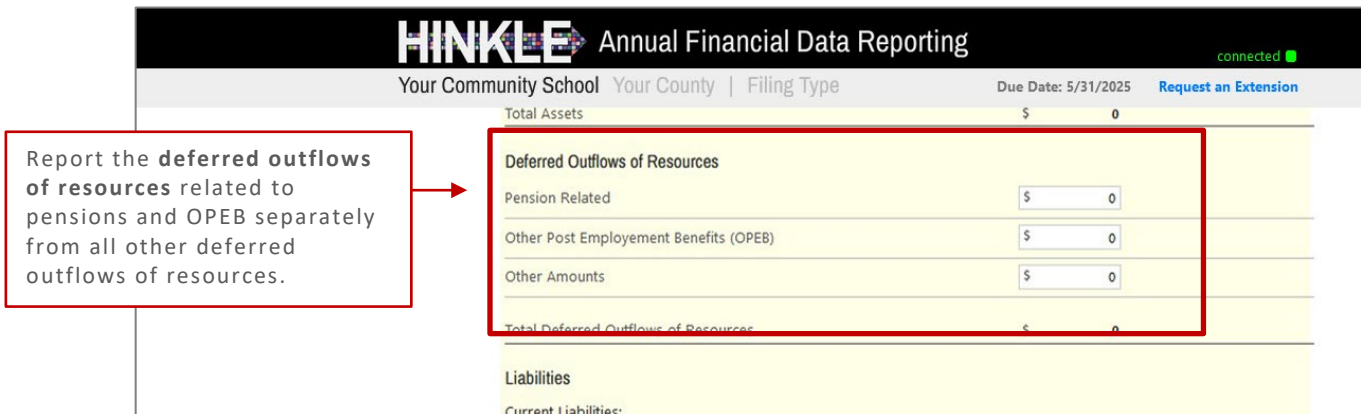 HINKLE Annual Financial Data Reporting
connected
Your Community School Your County | Filing Type Due Date: 5/31/2025 Request an Extension
Total Assets $ 0
Report the deferred outflows
of resources related to
pensions and OPEB separately
from all other deferred
outflows of resources.
Deferred Outflows of Resources
Pension Related $ 0
Other Post Employement Benefits (OPEB) $ 0
Other Amounts $ 0
Total Deferred Outflows of Resources $ 0
Liabilities
Current Liabilities: